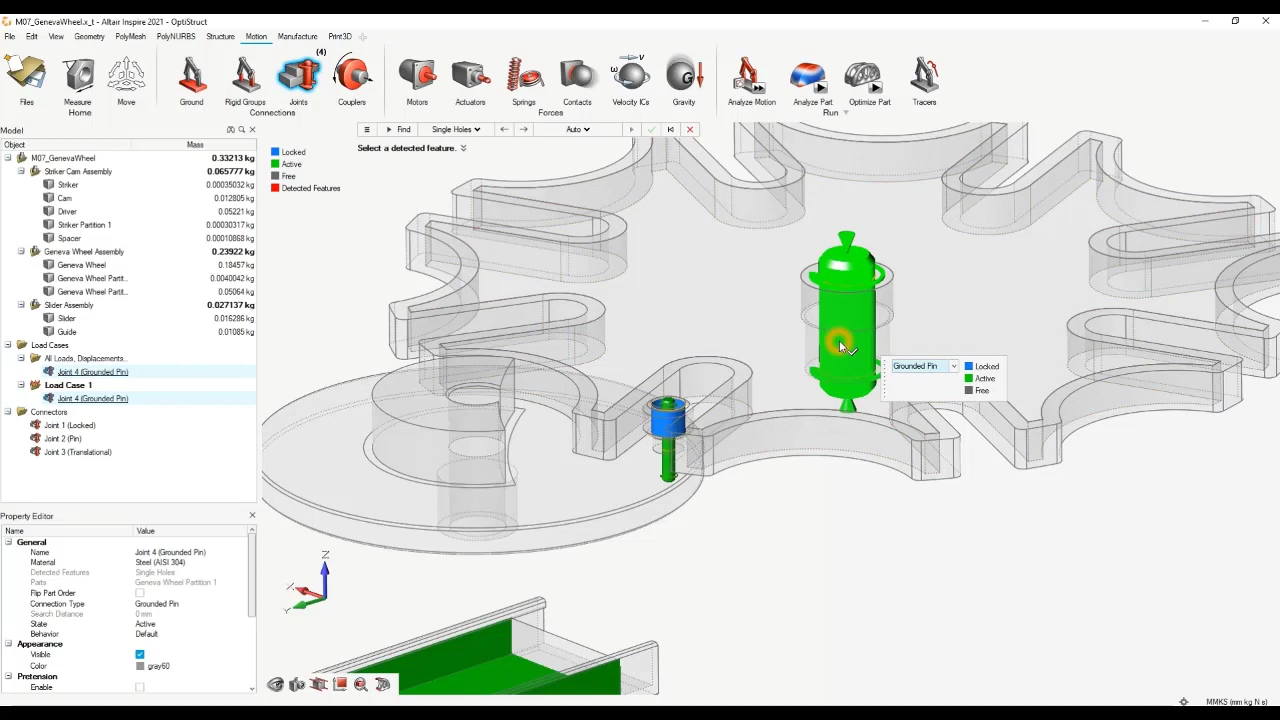 M07_GenevaWheel.x_t - Altair Inspire 2021 - OptiStruct
File Edit View Geometry PolyMesh PolyNURBS Structure Motion Manufacture Print3D
(4)
Files Measure Move Ground Rigid Groups Joints Couplers Motors Actuators Springs Contacts Velocity ICs Gravity Analyze Motion Analyze Part Optimize Part Tracers
Home Connections Forces Run
Model
Object Mass
M07_GenevaWheel 0.33213 kg
Striker Cam Assembly 0.065777 kg
Striker 0.00035032 kg
Cam 0.012805 kg
Driver 0.05221 kg
Striker Partition 1 0.00030317 kg
Spacer 0.00010868 kg
Geneva Wheel Assembly 0.23922 kg
Geneva Wheel 0.18457 kg
Geneva Wheel Partit... 0.0040042 kg
Geneva Wheel Partit... 0.05064 kg
Slider Assembly 0.027137 kg
Slider 0.016286 kg
Guide 0.01085 kg
Load Cases
All Loads, Displacements...
Joint 4 (Grounded Pin)
Load Case 1
Joint 4 (Grounded Pin)
Connectors
Joint 1 (Locked)
Joint 2 (Pin)
Joint 3 (Translational)
Property Editor
Name Value
General
Name Joint 4 (Grounded Pin)
Material Steel (AISI 304)
Detected Features Single Holes
Parts Geneva Wheel Partition 1
Flip Part Order
Connection Type Grounded Pin
Search Distance 0 mm
State Active
Behavior Default
Appearance
Visible
Color gray60
Pretension
Enable
Find Single Holes Auto
Select a detected feature.
Locked
Active
Free
Detected Features
Grounded Pin
Locked
Active
Free
Z
X
Y
MMKS (mm kg N s)